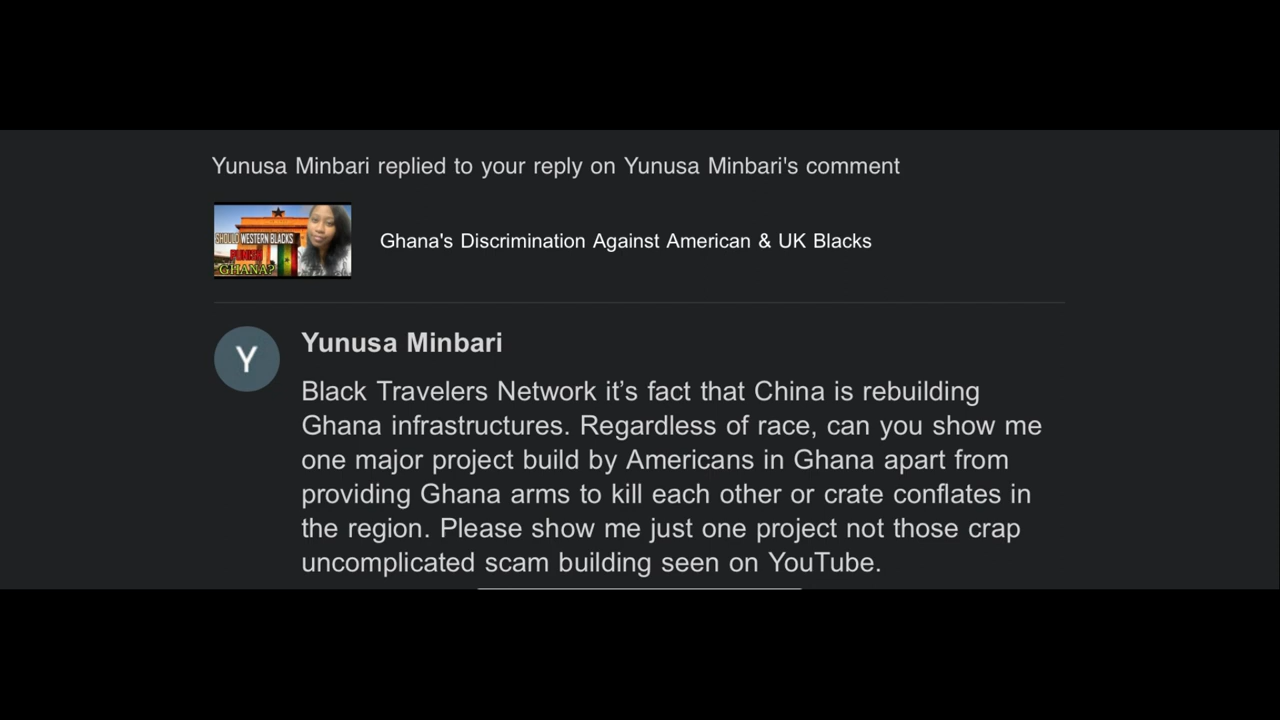 Yunusa Minbari replied to your reply on Yunusa Minbari's comment
SHOULD WESTERN BLACKS
PUNISH
GHANA?
Ghana's Discrimination Against American & UK Blacks
Y
Yunusa Minbari
Black Travelers Network it’s fact that China is rebuilding
Ghana infrastructures. Regardless of race, can you show me
one major project build by Americans in Ghana apart from
providing Ghana arms to kill each other or crate conflates in
the region. Please show me just one project not those crap
uncomplicated scam building seen on YouTube.